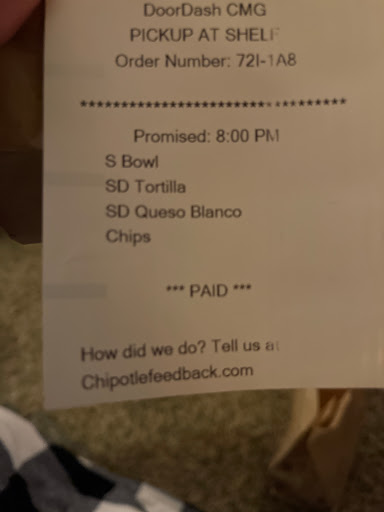 DoorDash CMG
PICKUP AT SHELF
Order Number: 72I-1A8
**********************************
Promised: 8:00 PM
S Bowl
SD Tortilla
SD Queso Blanco
Chips
*** PAID ***
How did we do? Tell us at
Chipotlefeedback.com